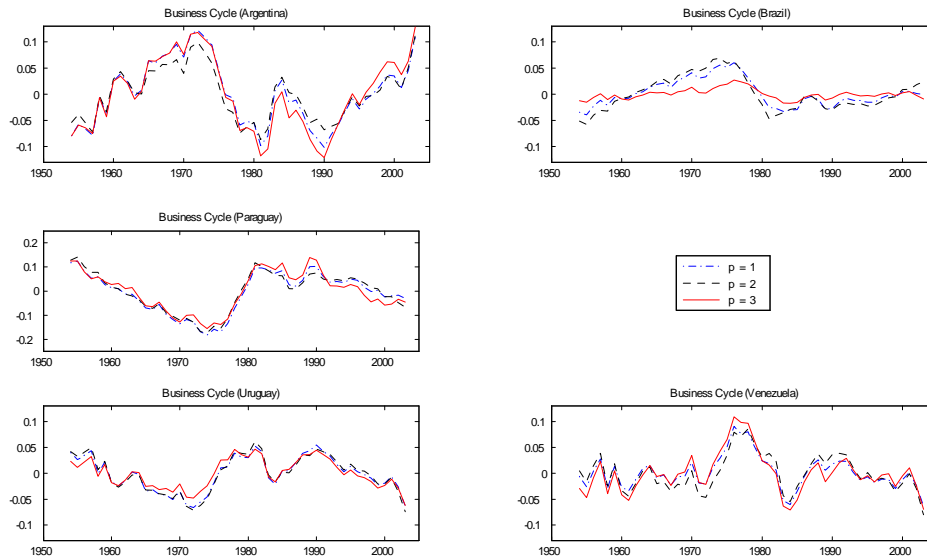 Business Cycle (Argentina)
0.1
0.05
0
-0.05
-0.1
1950 1960 1970 1980 1990 2000
Business Cycle (Brazil)
0.1
0.05
0
-0.05
-0.1
1950 1960 1970 1980 1990 2000
Business Cycle (Paraguay)
0.2
0.1
0
-0.1
-0.2
1950 1960 1970 1980 1990 2000
p = 1
p = 2
p = 3
Business Cycle (Uruguay)
0.1
0.05
0
-0.05
-0.1
1950 1960 1970 1980 1990 2000
Business Cycle (Venezuela)
0.1
0.05
0
-0.05
-0.1
1950 1960 1970 1980 1990 2000